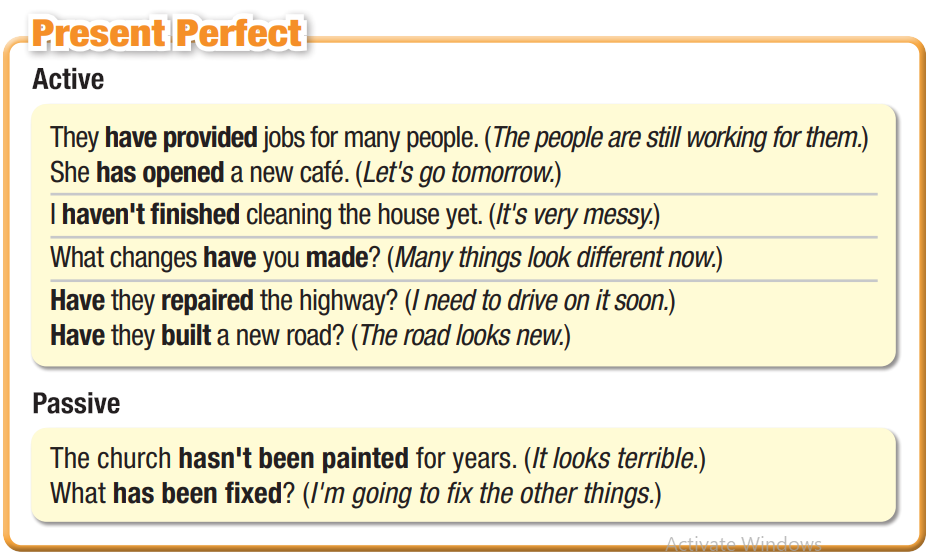 Present Perfect
Active
They have provided jobs for many people. (The people are still working for them.)
She has opened a new café. (Let's go tomorrow.)
I haven't finished cleaning the house yet. (It's very messy.)
What changes have you made? (Many things look different now.)
Have they repaired the highway? (I need to drive on it soon.)
Have they built a new road? (The road looks new.)
Passive
The church hasn't been painted for years. (It looks terrible.)
What has been fixed? (I'm going to fix the other things.)
Activate Windows